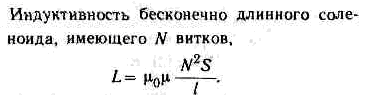 Индуктивность бесконечно длинного соле-
ноида, имеющего N витков,
L = μ₀μ N²S / l.